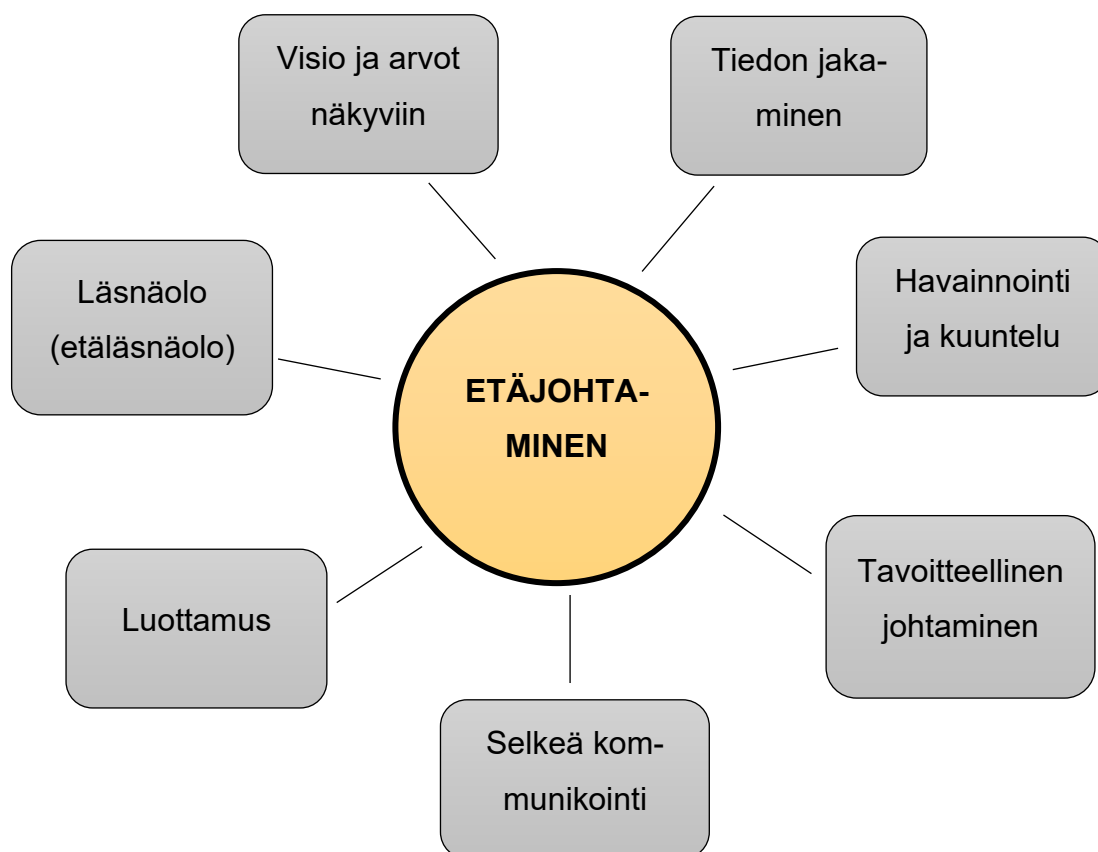 Visio ja arvot
näkyviin
Tiedon jaka-
minen
Läsnäolo
(etäläsnäolo)
Havainnointi
ja kuuntelu
ETÄJOHTA-
MINEN
Luottamus
Tavoitteellinen
johtaminen
Selkeä kom-
munikointi